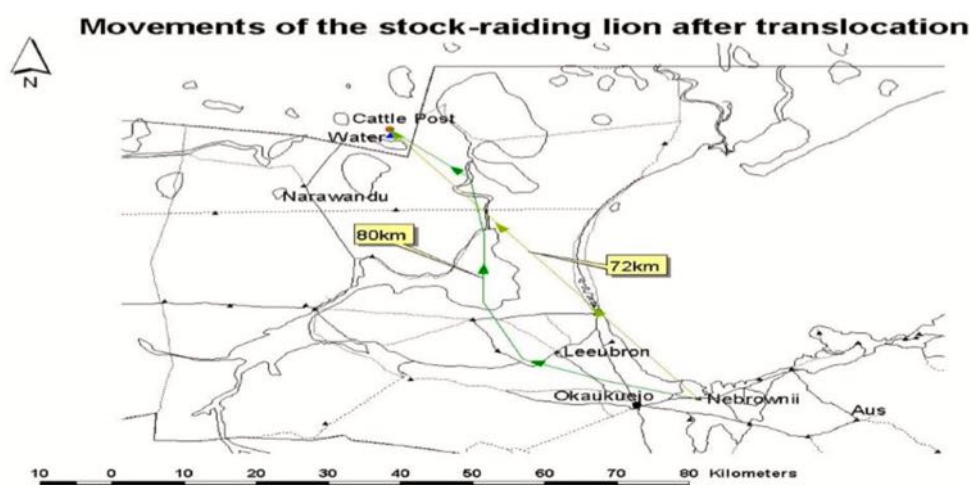 Movements of the stock-raiding lion after translocation
N
Cattle Post
Water
Narawandu
80km
72km
Leeubron
Okaukuejo
Nebrownii
Aus
10 0 10 20 30 40 50 60 70 80 Kilometers